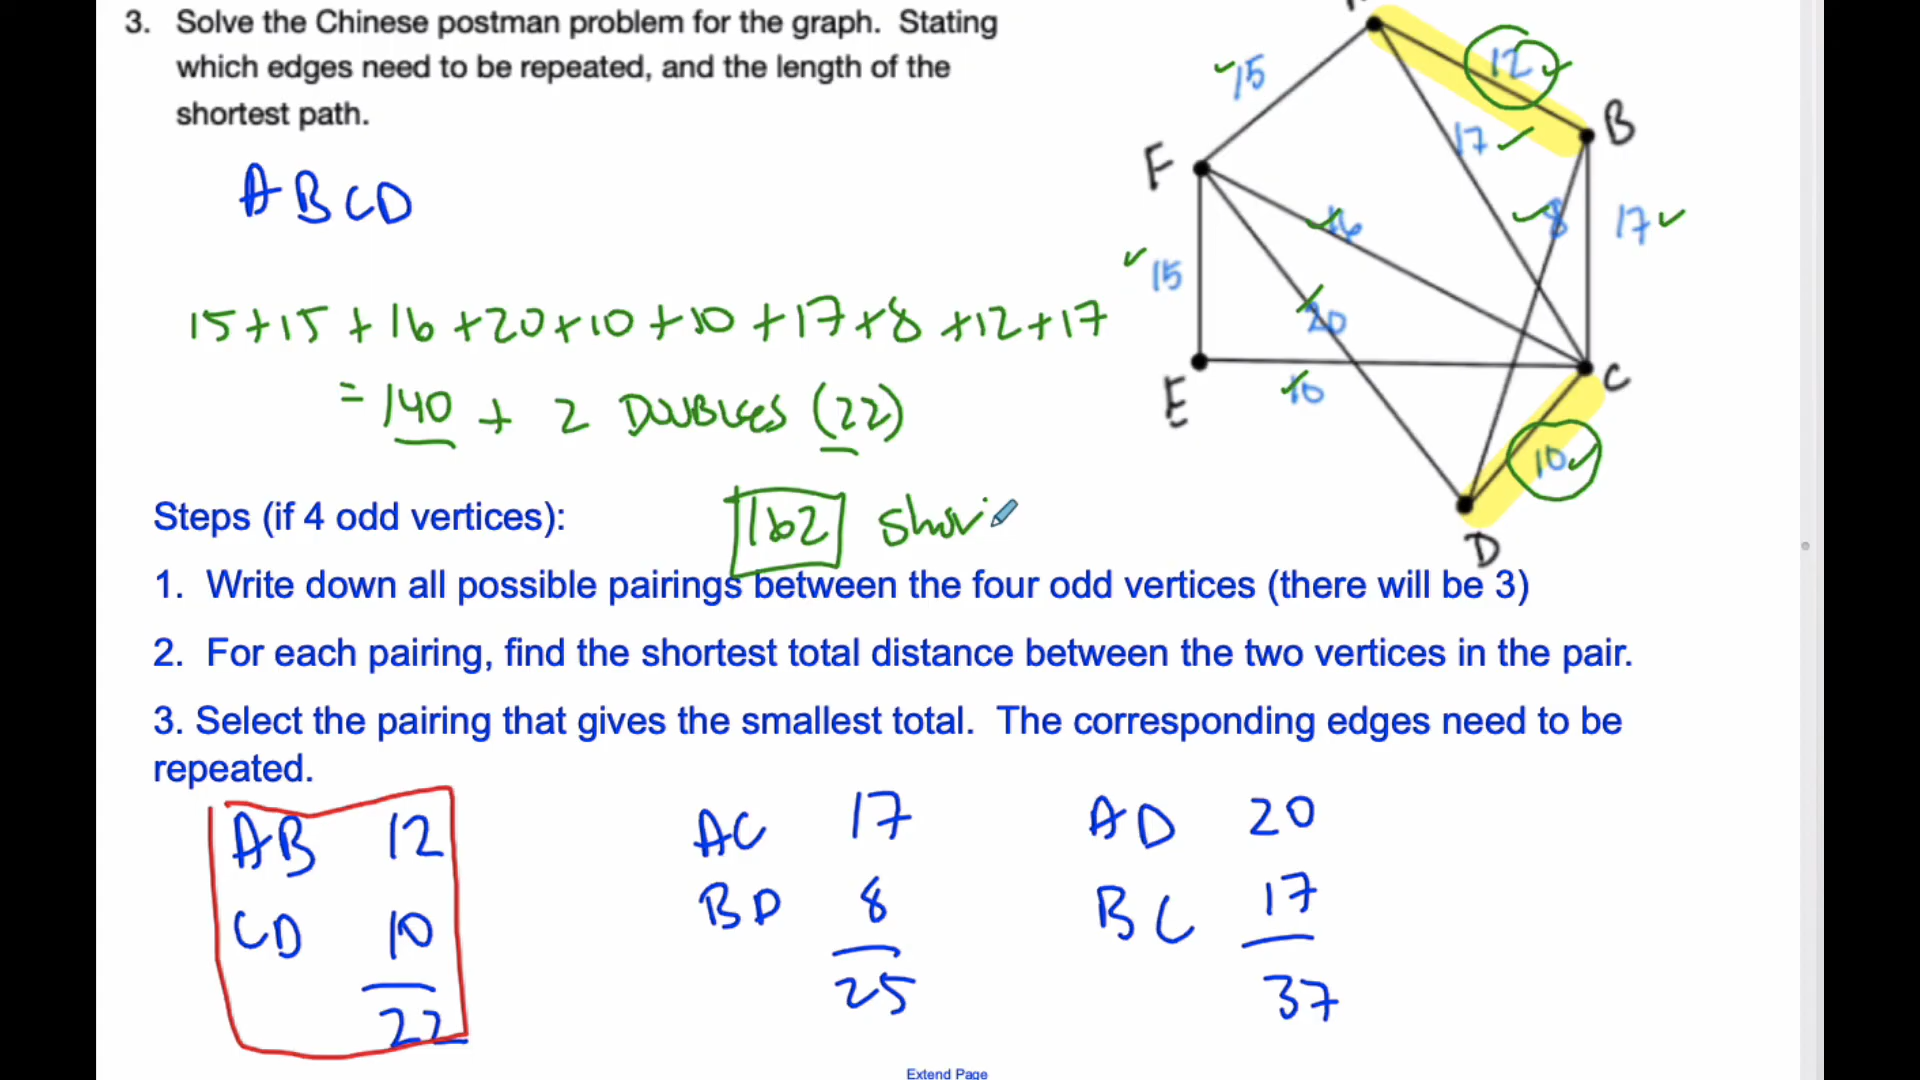 3. Solve the Chinese postman problem for the graph. Stating
which edges need to be repeated, and the length of the
shortest path.
A B C D
15+15+16+20+10+10+17+8+12+17
=140 + 2 DOUBLES (22)
162 shor
Steps (if 4 odd vertices):
1. Write down all possible pairings between the four odd vertices (there will be 3)
2. For each pairing, find the shortest total distance between the two vertices in the pair.
3. Select the pairing that gives the smallest total. The corresponding edges need to be
repeated.
AB 12
CD 10
22
AC 17
BD 8
25
AD 20
BC 17
37
12
15
17
B
F
16
8
17
15
20
E
10
C
10
D
Extend Page